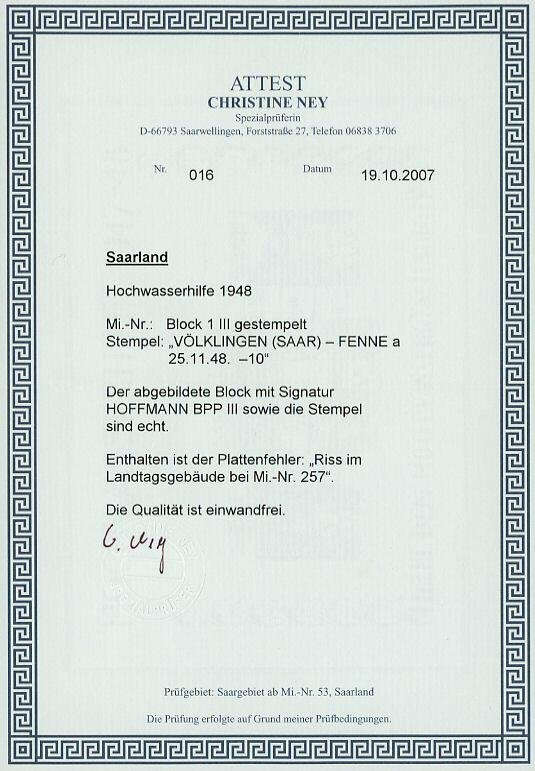 ATTEST
CHRISTINE NEY
Spezialprüferin
D-66793 Saarwellingen, Forststraße 27, Telefon 06838 3706
Nr. 016 Datum 19.10.2007
Saarland
Hochwasserhilfe 1948
Mi.-Nr.: Block 1 III gestempelt
Stempel: „VÖLKLINGEN (SAAR) – FENNE a
25.11.48. –10“
Der abgebildete Block mit Signatur
HOFFMANN BPP III sowie die Stempel
sind echt.
Enthalten ist der Plattenfehler: „Riss im
Landtagsgebäude bei Mi.-Nr. 257“.
Die Qualität ist einwandfrei.
C. Ney
Prüfgebiet: Saargebiet ab Mi.-Nr. 53, Saarland
Die Prüfung erfolgte auf Grund meiner Prüfbedingungen.